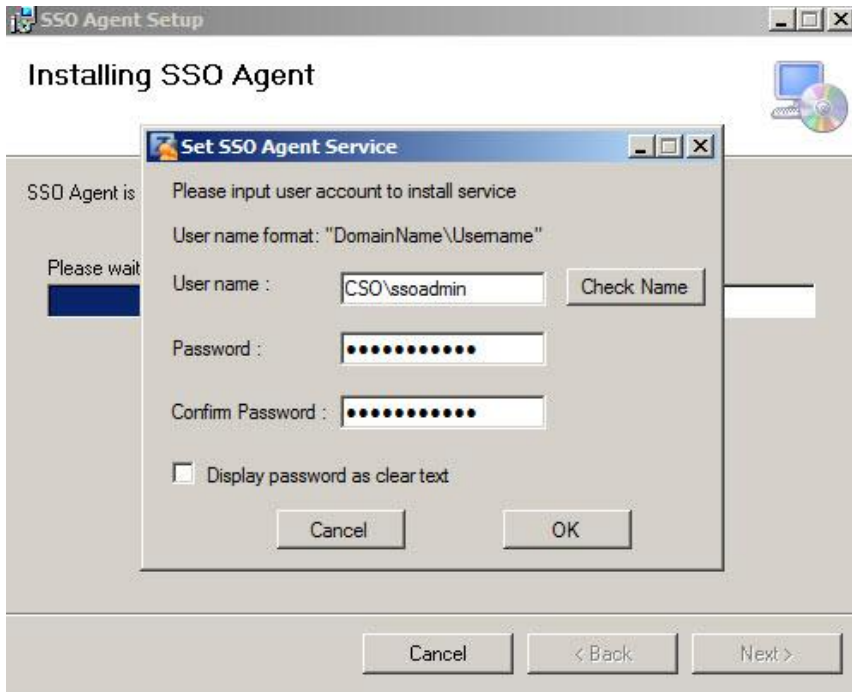 SSO Agent Setup
Installing SSO Agent
Set SSO Agent Service
SSO Agent is
Please wait
Please input user account to install service
User name format: "DomainName\Username"
User name : CSO\ssoadmin Check Name
Password : •••••••••••
Confirm Password : •••••••••••
Display password as clear text
Cancel OK
Cancel < Back Next >